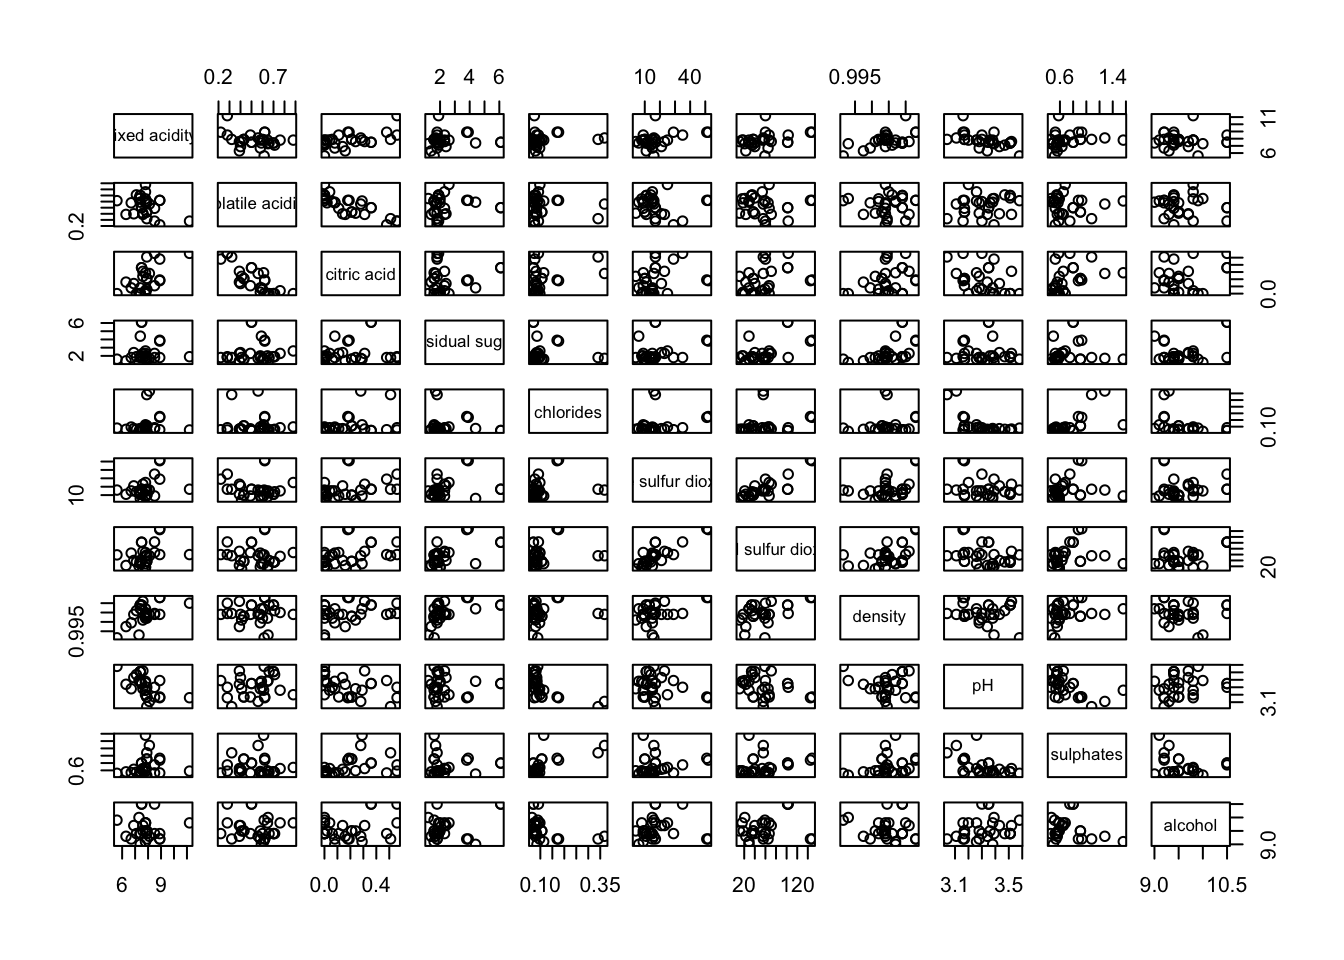 0.2 0.7 2 4 6 10 40 0.995 0.6 1.4
ixed acidity 6 11
0.2 olatile acidi
citric acid 0.0
2 6 sidual sug
chlorides 0.10
10 sulfur diox
l sulfur diox 20
0.995 density
pH 3.1
0.6 sulphates
alcohol 9.0
6 9 0.0 0.4 0.10 0.35 20 120 3.1 3.5 9.0 10.5